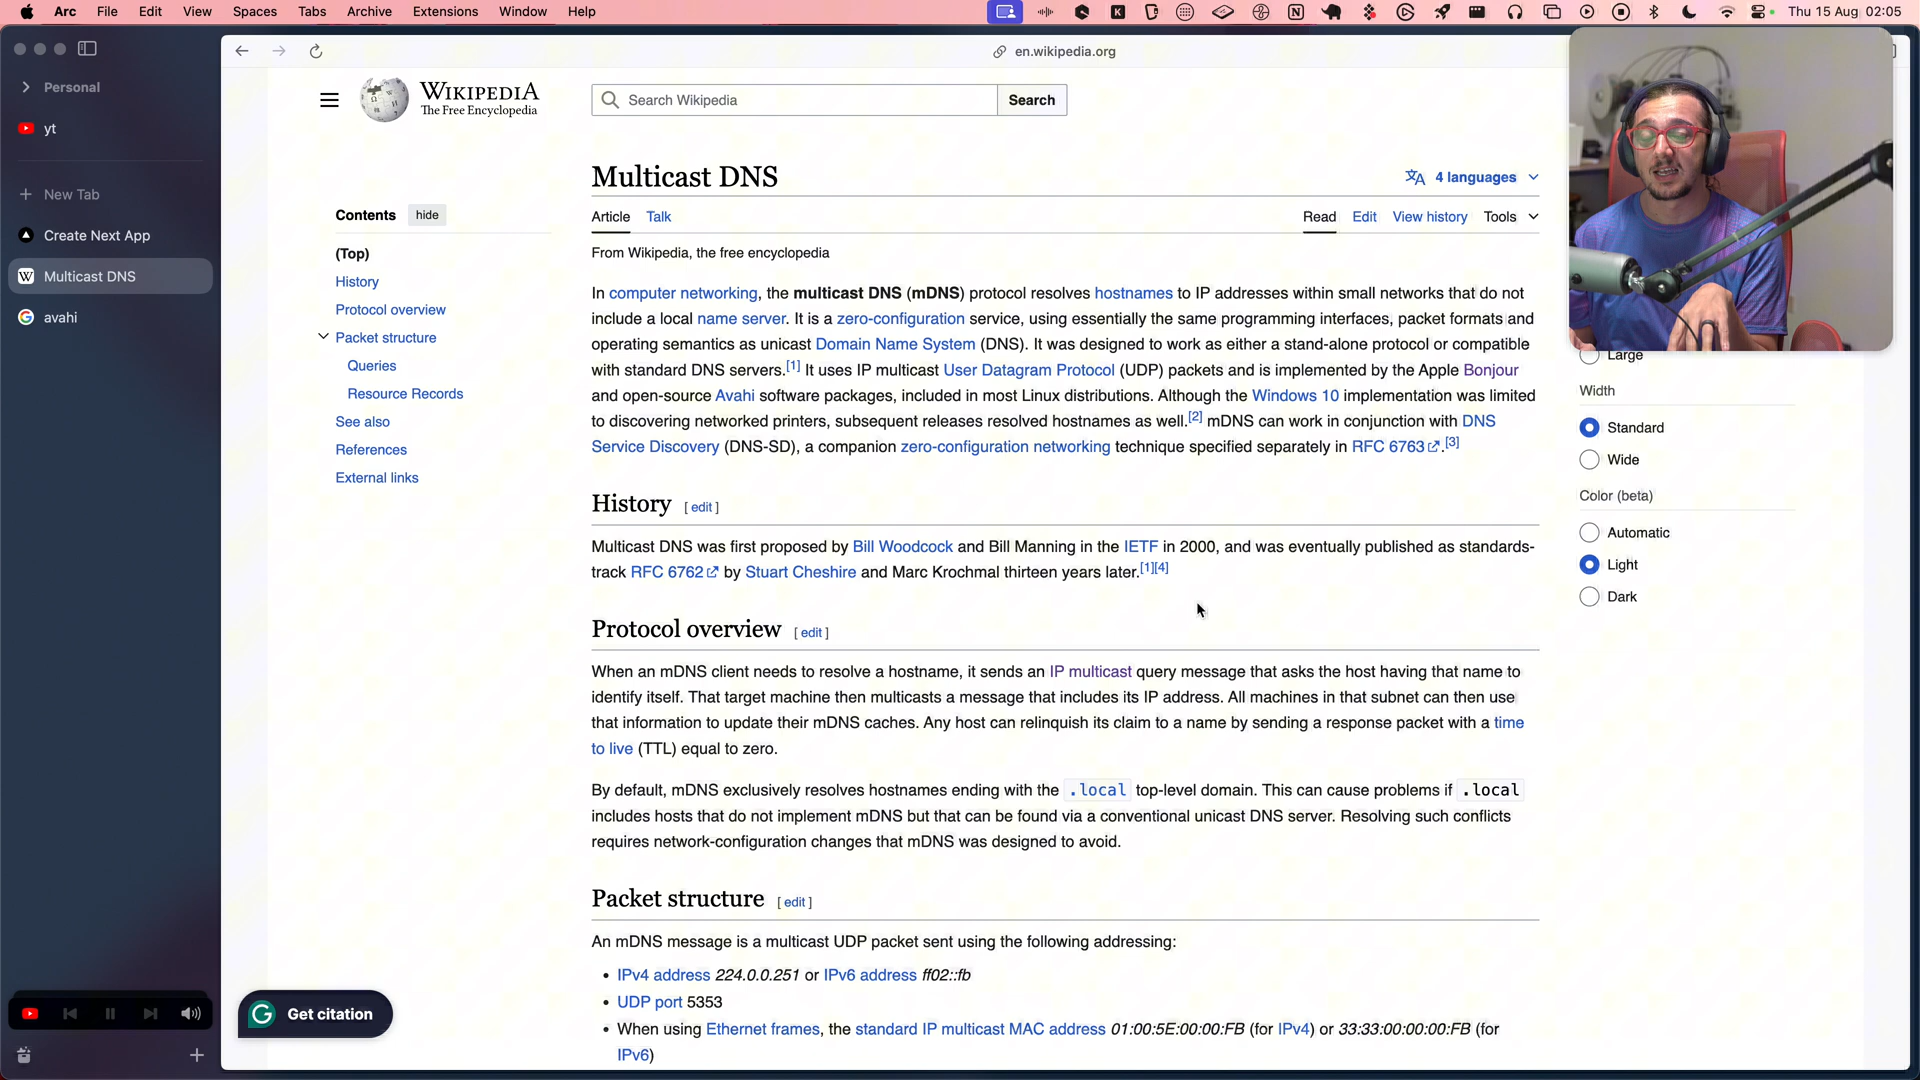 Arc File Edit View Spaces Tabs Archive Extensions Window Help Thu 15 Aug 02:05
en.wikipedia.org
Personal
yt
New Tab
Create Next App
Multicast DNS
avahi
WIKIPEDIA
The Free Encyclopedia
Search Wikipedia
Search
Multicast DNS
4 languages
Article Talk
Read Edit View history Tools
From Wikipedia, the free encyclopedia
Contents hide
(Top)
History
Protocol overview
Packet structure
Queries
Resource Records
See also
References
External links
In computer networking, the multicast DNS (mDNS) protocol resolves hostnames to IP addresses within small networks that do not
include a local name server. It is a zero-configuration service, using essentially the same programming interfaces, packet formats and
operating semantics as unicast Domain Name System (DNS). It was designed to work as either a stand-alone protocol or compatible
with standard DNS servers.[1] It uses IP multicast User Datagram Protocol (UDP) packets and is implemented by the Apple Bonjour
and open-source Avahi software packages, included in most Linux distributions. Although the Windows 10 implementation was limited
to discovering networked printers, subsequent releases resolved hostnames as well.[2] mDNS can work in conjunction with DNS
Service Discovery (DNS-SD), a companion zero-configuration networking technique specified separately in RFC 6763.[3]
History [ edit ]
Multicast DNS was first proposed by Bill Woodcock and Bill Manning in the IETF in 2000, and was eventually published as standards-
track RFC 6762 by Stuart Cheshire and Marc Krochmal thirteen years later.[1][4]
Protocol overview [ edit ]
When an mDNS client needs to resolve a hostname, it sends an IP multicast query message that asks the host having that name to
identify itself. That target machine then multicasts a message that includes its IP address. All machines in that subnet can then use
that information to update their mDNS caches. Any host can relinquish its claim to a name by sending a response packet with a time
to live (TTL) equal to zero.
By default, mDNS exclusively resolves hostnames ending with the .local top-level domain. This can cause problems if .local
includes hosts that do not implement mDNS but that can be found via a conventional unicast DNS server. Resolving such conflicts
requires network-configuration changes that mDNS was designed to avoid.
Packet structure [ edit ]
An mDNS message is a multicast UDP packet sent using the following addressing:
• IPv4 address 224.0.0.251 or IPv6 address ff02::fb
• UDP port 5353
• When using Ethernet frames, the standard IP multicast MAC address 01:00:5E:00:00:FB (for IPv4) or 33:33:00:00:00:FB (for
IPv6)
Large
Width
Standard
Wide
Color (beta)
Automatic
Light
Dark
Get citation